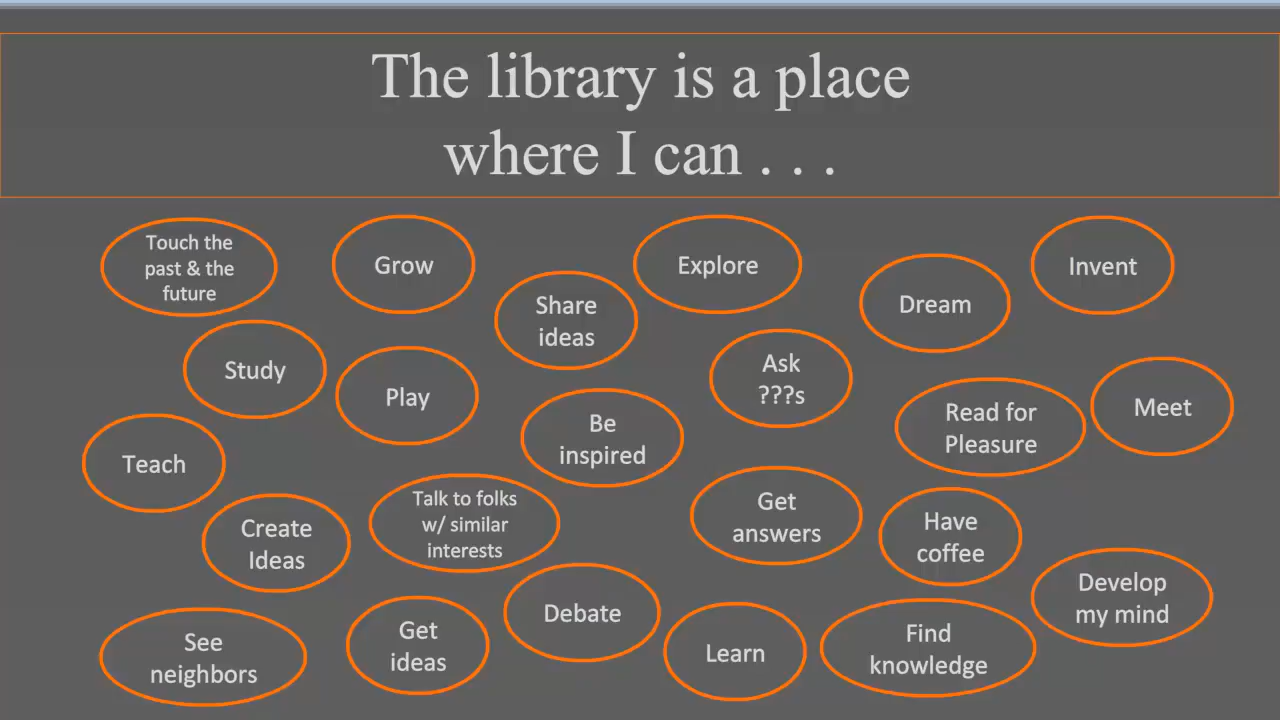 The library is a place
where I can . . .
Touch the
past & the
future
Grow
Explore
Invent
Share
ideas
Dream
Study
Play
Ask
???s
Read for
Pleasure
Meet
Be
inspired
Teach
Talk to folks
w/ similar
interests
Get
answers
Have
coffee
Create
Ideas
Develop
my mind
Debate
See
neighbors
Get
ideas
Learn
Find
knowledge